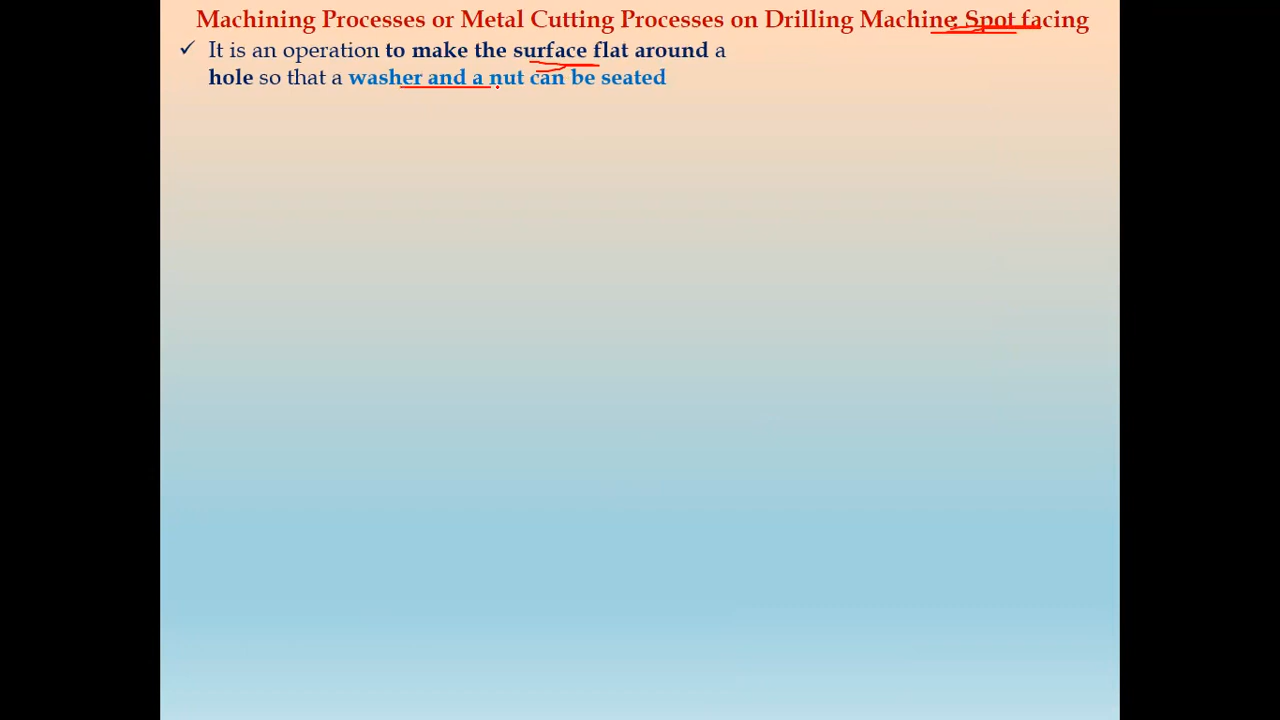 Machining Processes or Metal Cutting Processes on Drilling Machine: Spot facing
✓ It is an operation to make the surface flat around a
hole so that a washer and a nut can be seated